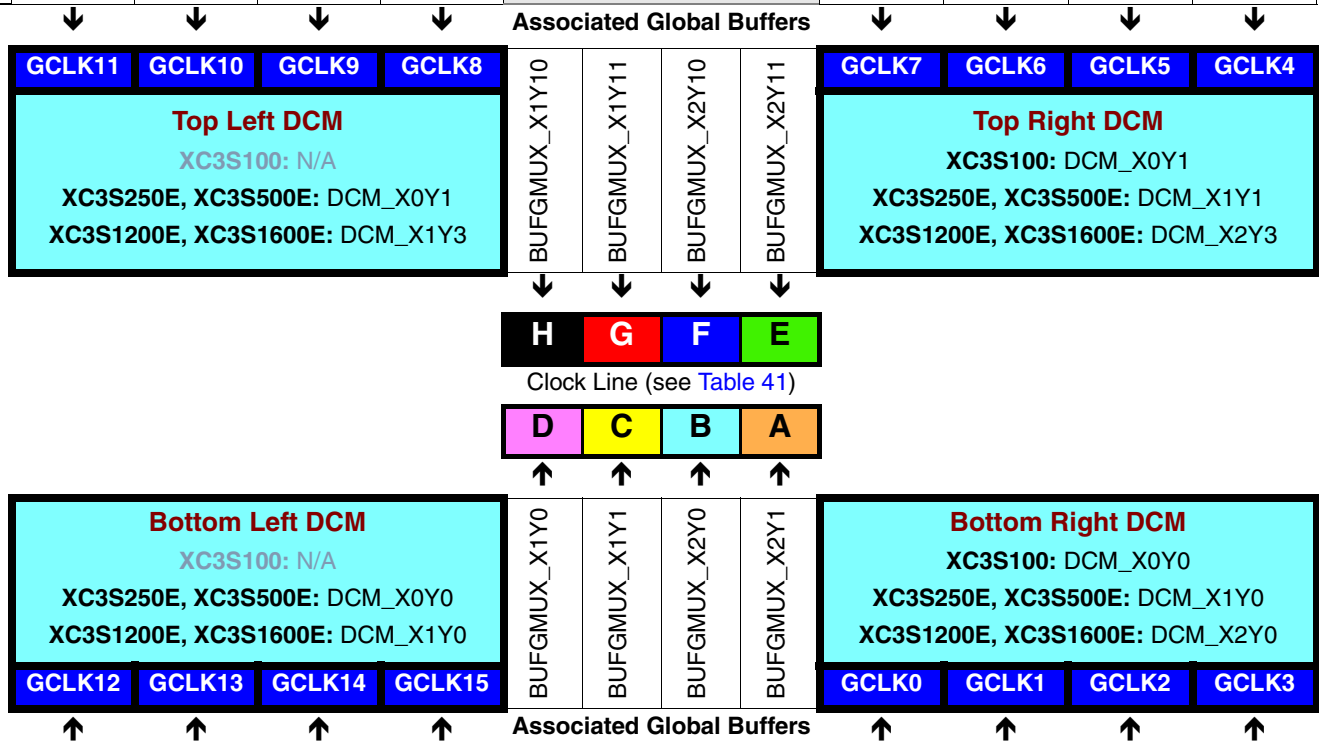 Associated Global Buffers
GCLK11 GCLK10 GCLK9 GCLK8
GCLK7 GCLK6 GCLK5 GCLK4
Top Left DCM
XC3S100: N/A
XC3S250E, XC3S500E: DCM_X0Y1
XC3S1200E, XC3S1600E: DCM_X1Y3
BUFGMUX_X1Y10
BUFGMUX_X1Y11
BUFGMUX_X2Y10
BUFGMUX_X2Y11
Top Right DCM
XC3S100: DCM_X0Y1
XC3S250E, XC3S500E: DCM_X1Y1
XC3S1200E, XC3S1600E: DCM_X2Y3
H G F E
Clock Line (see Table 41)
D C B A
Bottom Left DCM
XC3S100: N/A
XC3S250E, XC3S500E: DCM_X0Y0
XC3S1200E, XC3S1600E: DCM_X1Y0
BUFGMUX_X1Y0
BUFGMUX_X1Y1
BUFGMUX_X2Y0
BUFGMUX_X2Y1
Bottom Right DCM
XC3S100: DCM_X0Y0
XC3S250E, XC3S500E: DCM_X1Y0
XC3S1200E, XC3S1600E: DCM_X2Y0
GCLK12 GCLK13 GCLK14 GCLK15
GCLK0 GCLK1 GCLK2 GCLK3
Associated Global Buffers